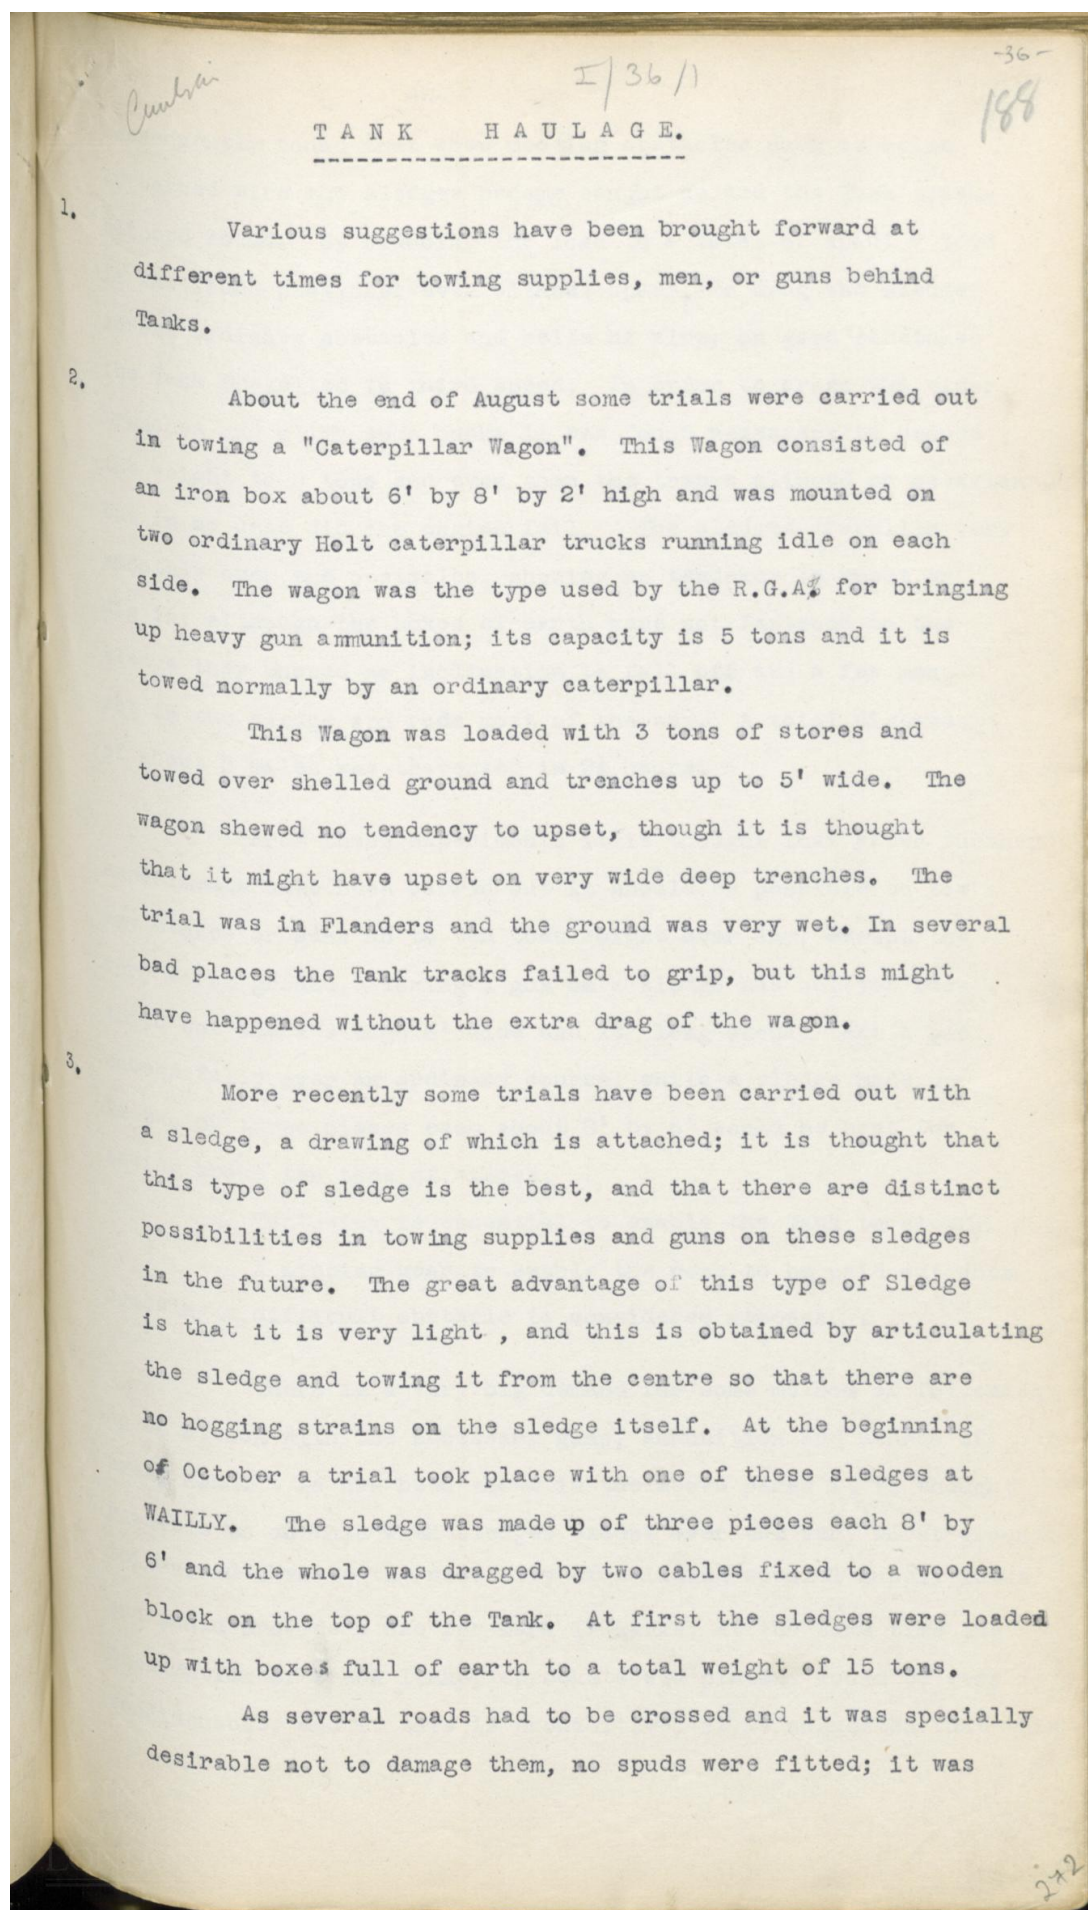 -36-
I/36/1
188
TANK HAULAGE.
1.
Various suggestions have been brought forward at
different times for towing supplies, men, or guns behind
Tanks.
2.
About the end of August some trials were carried out
in towing a "Caterpillar Wagon". This Wagon consisted of
an iron box about 6' by 8' by 2' high and was mounted on
two ordinary Holt caterpillar trucks running idle on each
side. The wagon was the type used by the R.G.A. for bringing
up heavy gun ammunition; its capacity is 5 tons and it is
towed normally by an ordinary caterpillar.
This Wagon was loaded with 3 tons of stores and
towed over shelled ground and trenches up to 5' wide. The
wagon shewed no tendency to upset, though it is thought
that it might have upset on very wide deep trenches. The
trial was in Flanders and the ground was very wet. In several
bad places the Tank tracks failed to grip, but this might
have happened without the extra drag of the wagon.
3.
More recently some trials have been carried out with
a sledge, a drawing of which is attached; it is thought that
this type of sledge is the best, and that there are distinct
possibilities in towing supplies and guns on these sledges
in the future. The great advantage of this type of Sledge
is that it is very light , and this is obtained by articulating
the sledge and towing it from the centre so that there are
no hogging strains on the sledge itself. At the beginning
of October a trial took place with one of these sledges at
WAILLY. The sledge was made up of three pieces each 8' by
6' and the whole was dragged by two cables fixed to a wooden
block on the top of the Tank. At first the sledges were loaded
up with boxes full of earth to a total weight of 15 tons.
As several roads had to be crossed and it was specially
desirable not to damage them, no spuds were fitted; it was
272